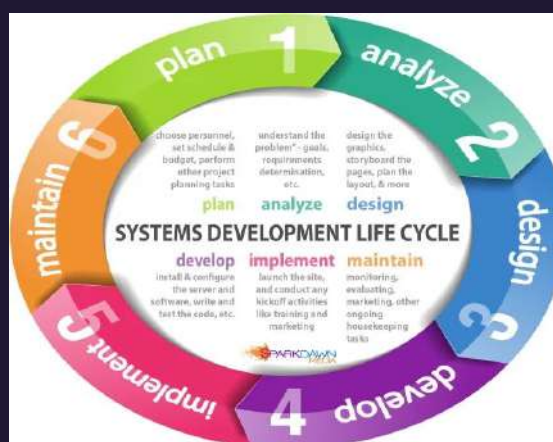 plan 1
analyze 2
design 3
develop 4
implement 5
maintain 6
choose personnel,
set schedule &
budget, perform
other project
planning tasks
plan
understand the
problem" - goals,
requirements
determination,
etc.
analyze
design the
graphics,
storyboard the
pages, plan the
layout, & more
design
SYSTEMS DEVELOPMENT LIFE CYCLE
develop
install & configure
the server and
software, write and
test the code, etc.
implement
launch the site,
and conduct any
kickoff activities
like training and
marketing
maintain
monitoring,
evaluating,
marketing, other
ongoing
housekeeping
tasks
SPARKDAWN
MEDIA